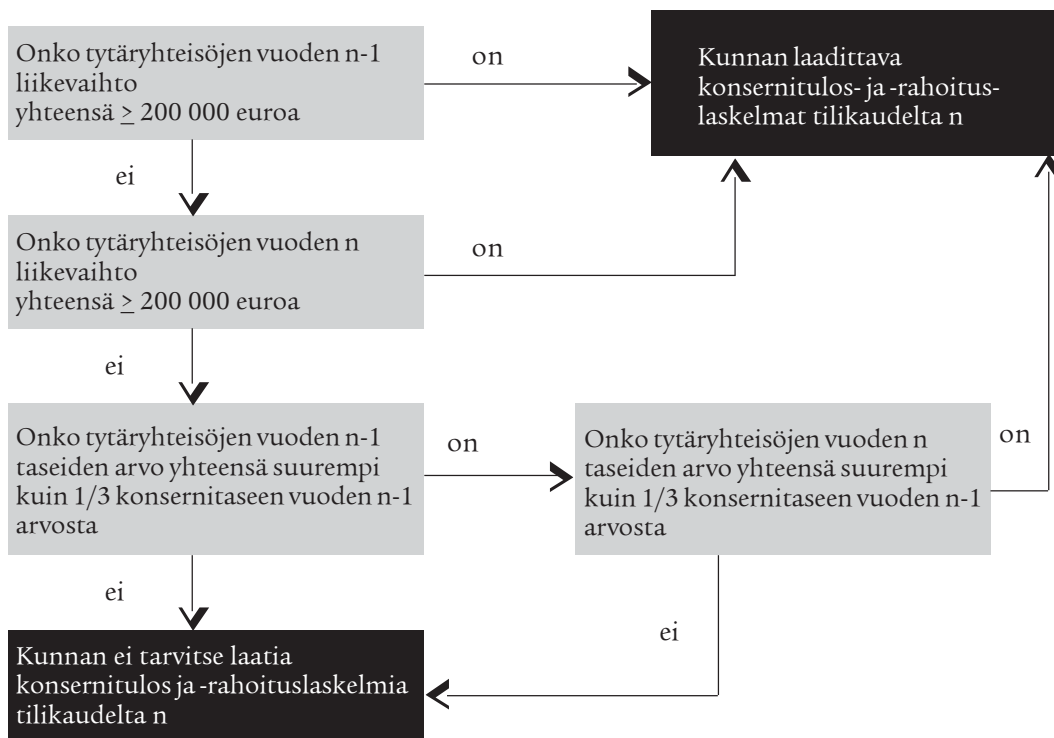 Onko tytäryhteisöjen vuoden n-1
liikevaihto
yhteensä ≥ 200 000 euroa
on
Kunnan laadittava
konsernitulos- ja -rahoitus-
laskelmat tilikaudelta n
ei
Onko tytäryhteisöjen vuoden n
liikevaihto
yhteensä ≥ 200 000 euroa
on
ei
Onko tytäryhteisöjen vuoden n-1
taseiden arvo yhteensä suurempi
kuin 1/3 konsernitaseen vuoden n-1
arvosta
on
Onko tytäryhteisöjen vuoden n
taseiden arvo yhteensä suurempi
kuin 1/3 konsernitaseen vuoden n-1
arvosta
on
ei
ei
Kunnan ei tarvitse laatia
konsernitulos ja -rahoituslaskelmia
tilikaudelta n